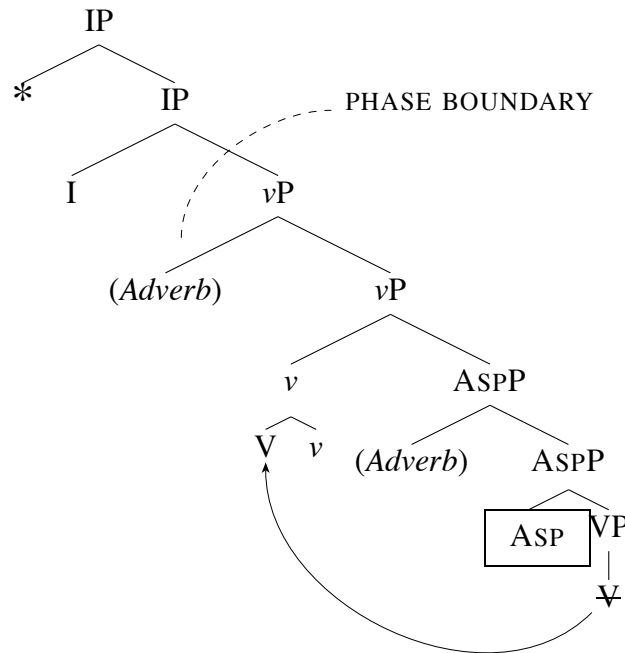 IP
* IP
PHASE BOUNDARY
I vP
(Adverb) vP
v ASPP
V v (Adverb) ASPP
ASP VP
V